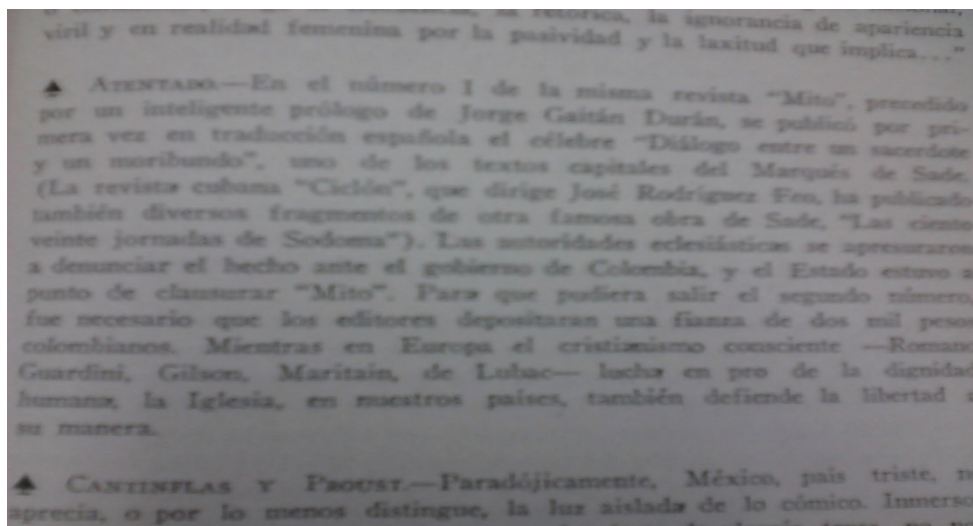 la retórica, la ignorancia de apariencia
viril y en realidad femenina por la pasividad y la laxitud que implica..."
♠ ATENTADO.—En el número I de la misma revista "Mito", precedido
por un inteligente prólogo de Jorge Gaitán Durán, se publicó por pri-
mera vez en traducción española el célebre "Diálogo entre un sacerdote
y un moribundo", uno de los textos capitales del Marqués de Sade.
(La revista cubana "Ciclón", que dirige José Rodríguez Feo, ha publicado
también diversos fragmentos de otra famosa obra de Sade, "Las ciento
veinte jornadas de Sodoma"). Las autoridades eclesiásticas se apresuraron
a denunciar el hecho ante el gobierno de Colombia, y el Estado estuvo a
punto de clausurar "Mito". Para que pudiera salir el segundo número,
fue necesario que los editores depositaran una fianza de dos mil pesos
colombianos. Mientras en Europa el cristianismo consciente —Romano
Guardini, Gilson, Maritain, de Lubac— lucha en pro de la dignidad
humana, la Iglesia, en nuestros países, también defiende la libertad a
su manera.
♠ CANTINFLAS Y PROUST.—Paradójicamente, México, país triste, n
aprecia, o por lo menos distingue, la luz aislada de lo cómico. Inmerso